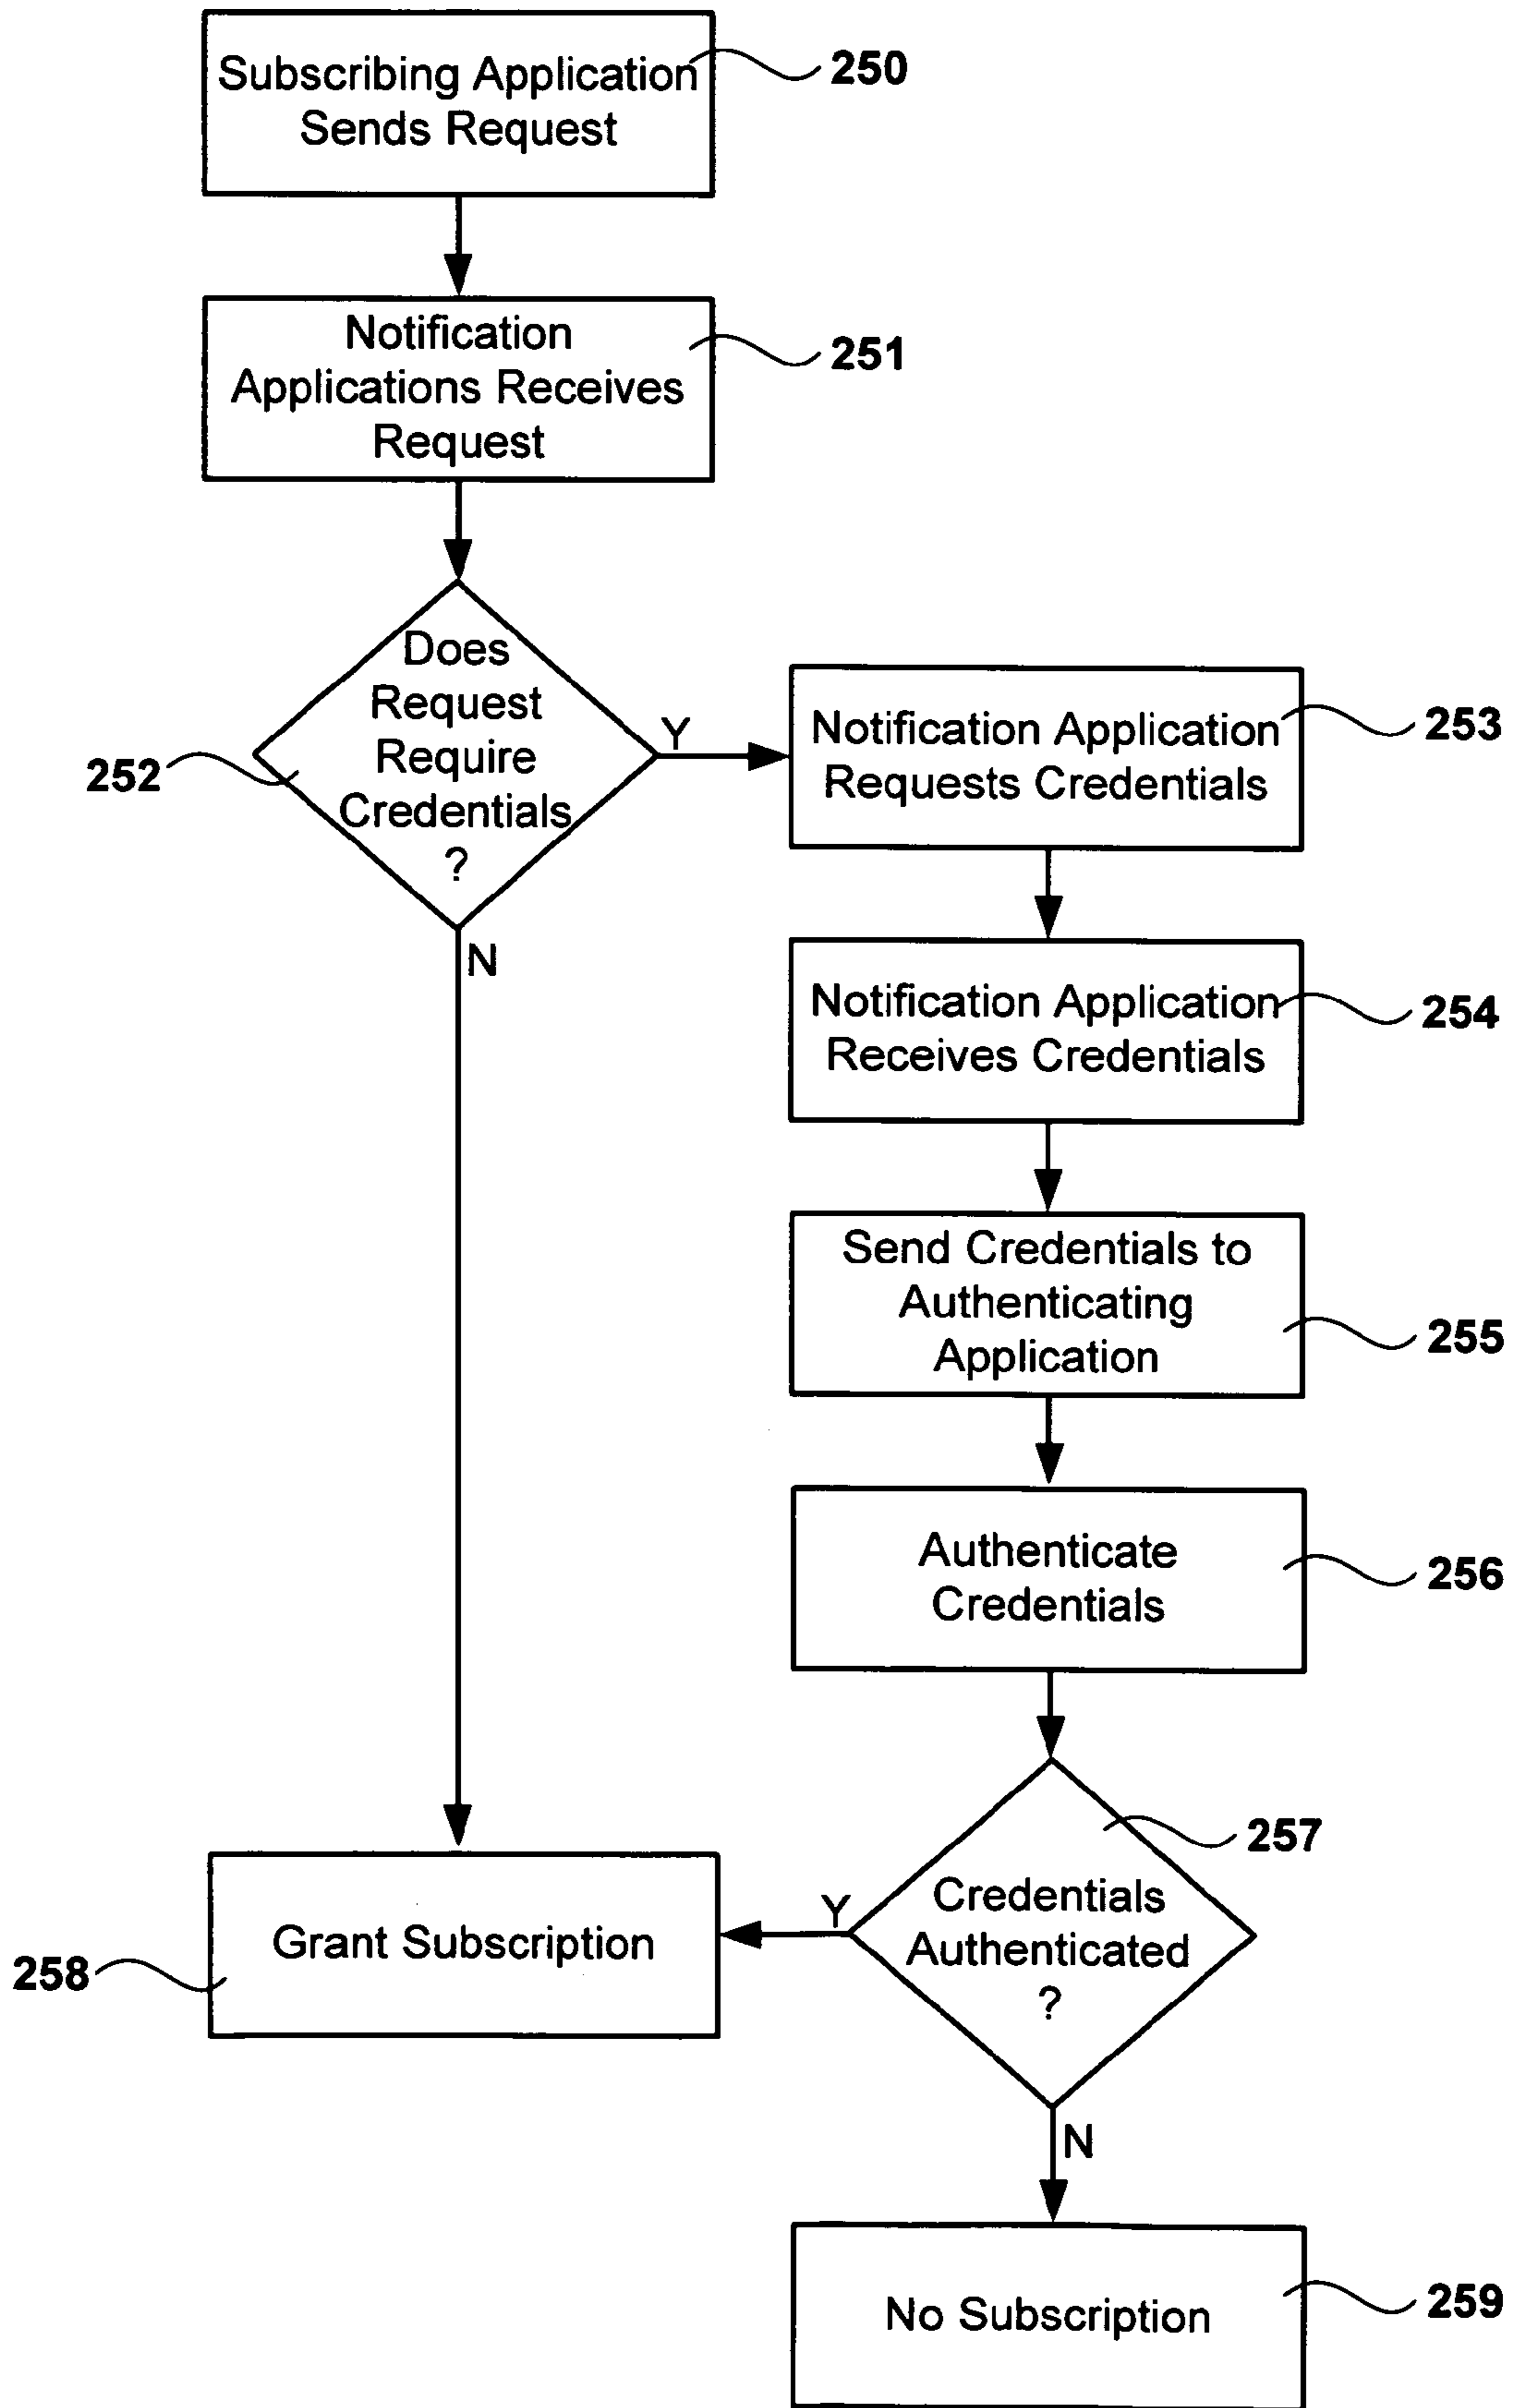 Subscribing Application
Sends Request
250
Notification
Applications Receives
Request
251
Does
Request
Require
Credentials
?
252
Y
N
Notification Application
Requests Credentials
253
Notification Application
Receives Credentials
254
Send Credentials to
Authenticating
Application
255
Authenticate
Credentials
256
257
Credentials
Authenticated
?
Y
N
Grant Subscription
258
No Subscription
259